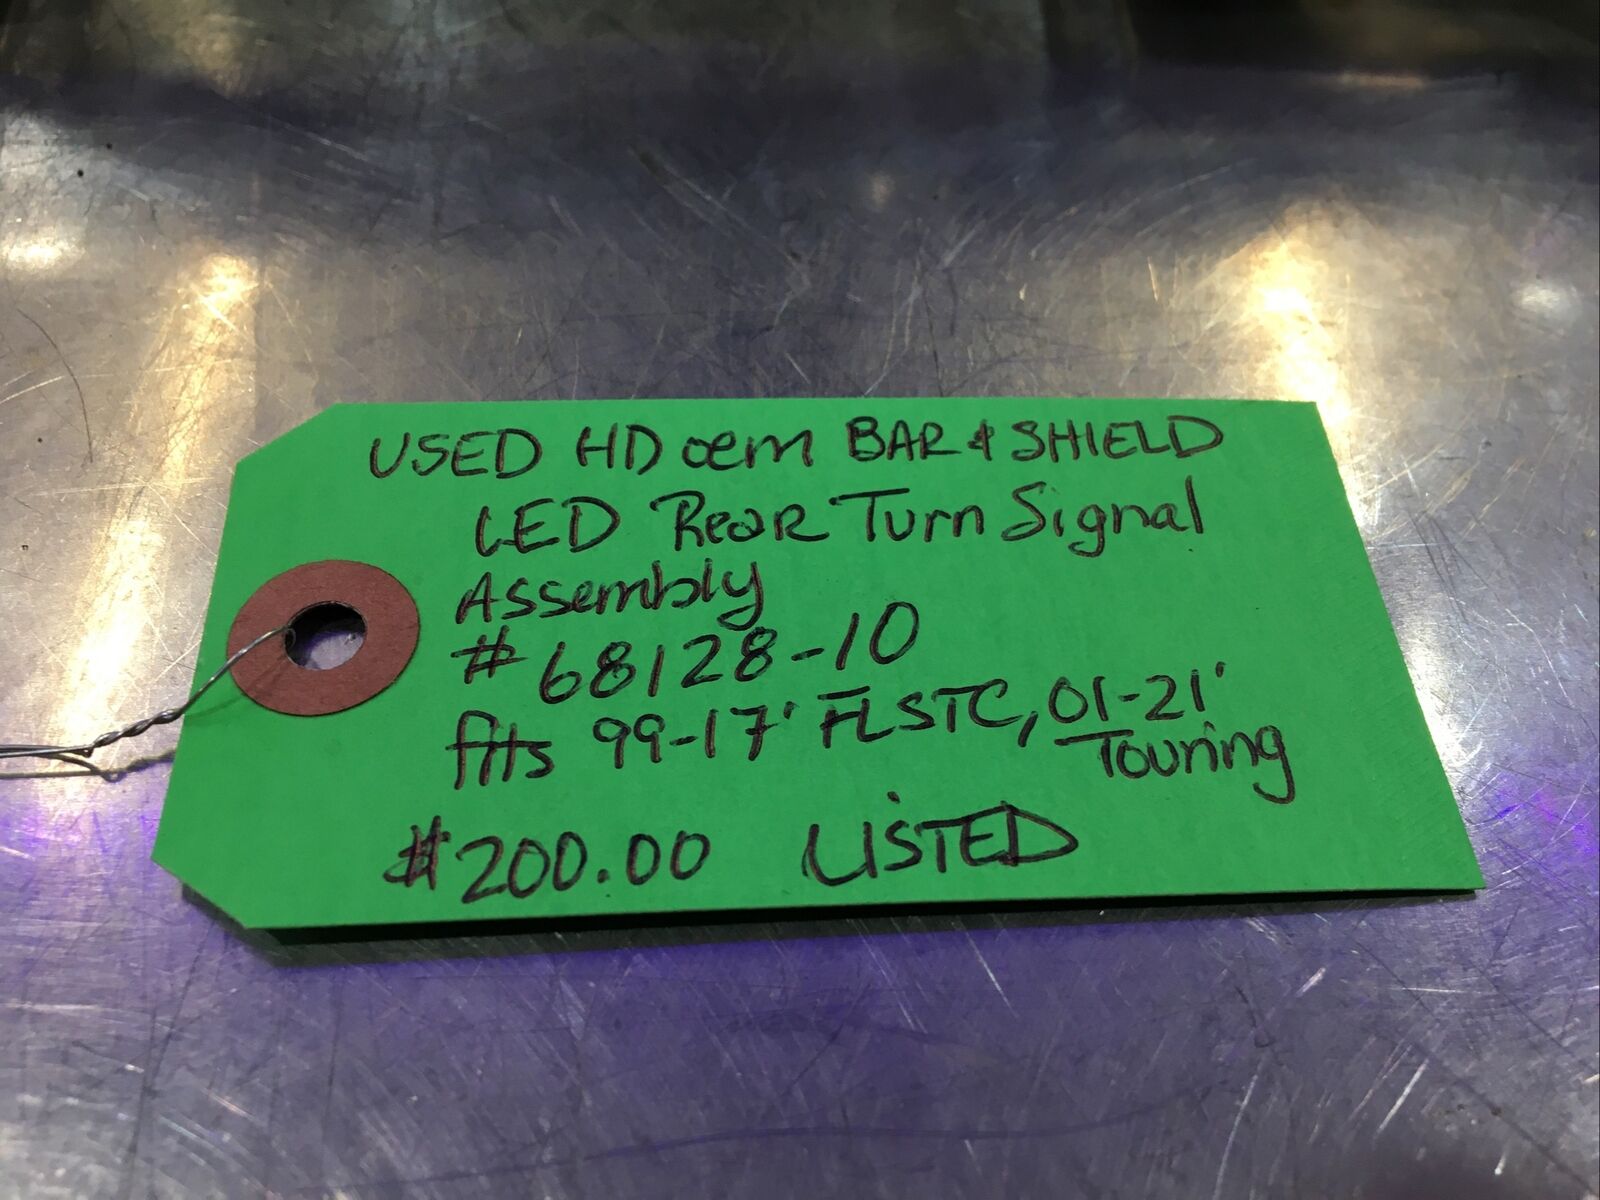 USED HD oem BAR & SHIELD
LED Rear Turn Signal
Assembly
#68128-10
fits 99-17' FLSTC, 01-21'
Touring
$200.00 LISTED